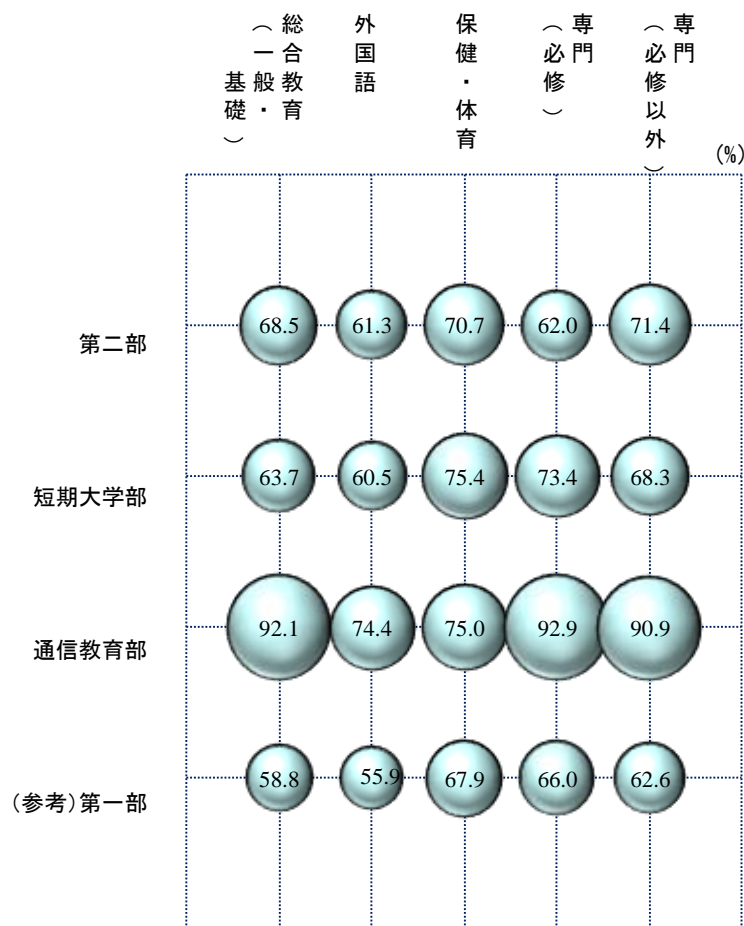 総合教育
（一般・
基礎）
外国語
保健・体育
専門
（必修）
専門
（必修以外）
(%)
第二部 68.5 61.3 70.7 62.0 71.4
短期大学部 63.7 60.5 75.4 73.4 68.3
通信教育部 92.1 74.4 75.0 92.9 90.9
（参考）第一部 58.8 55.9 67.9 66.0 62.6